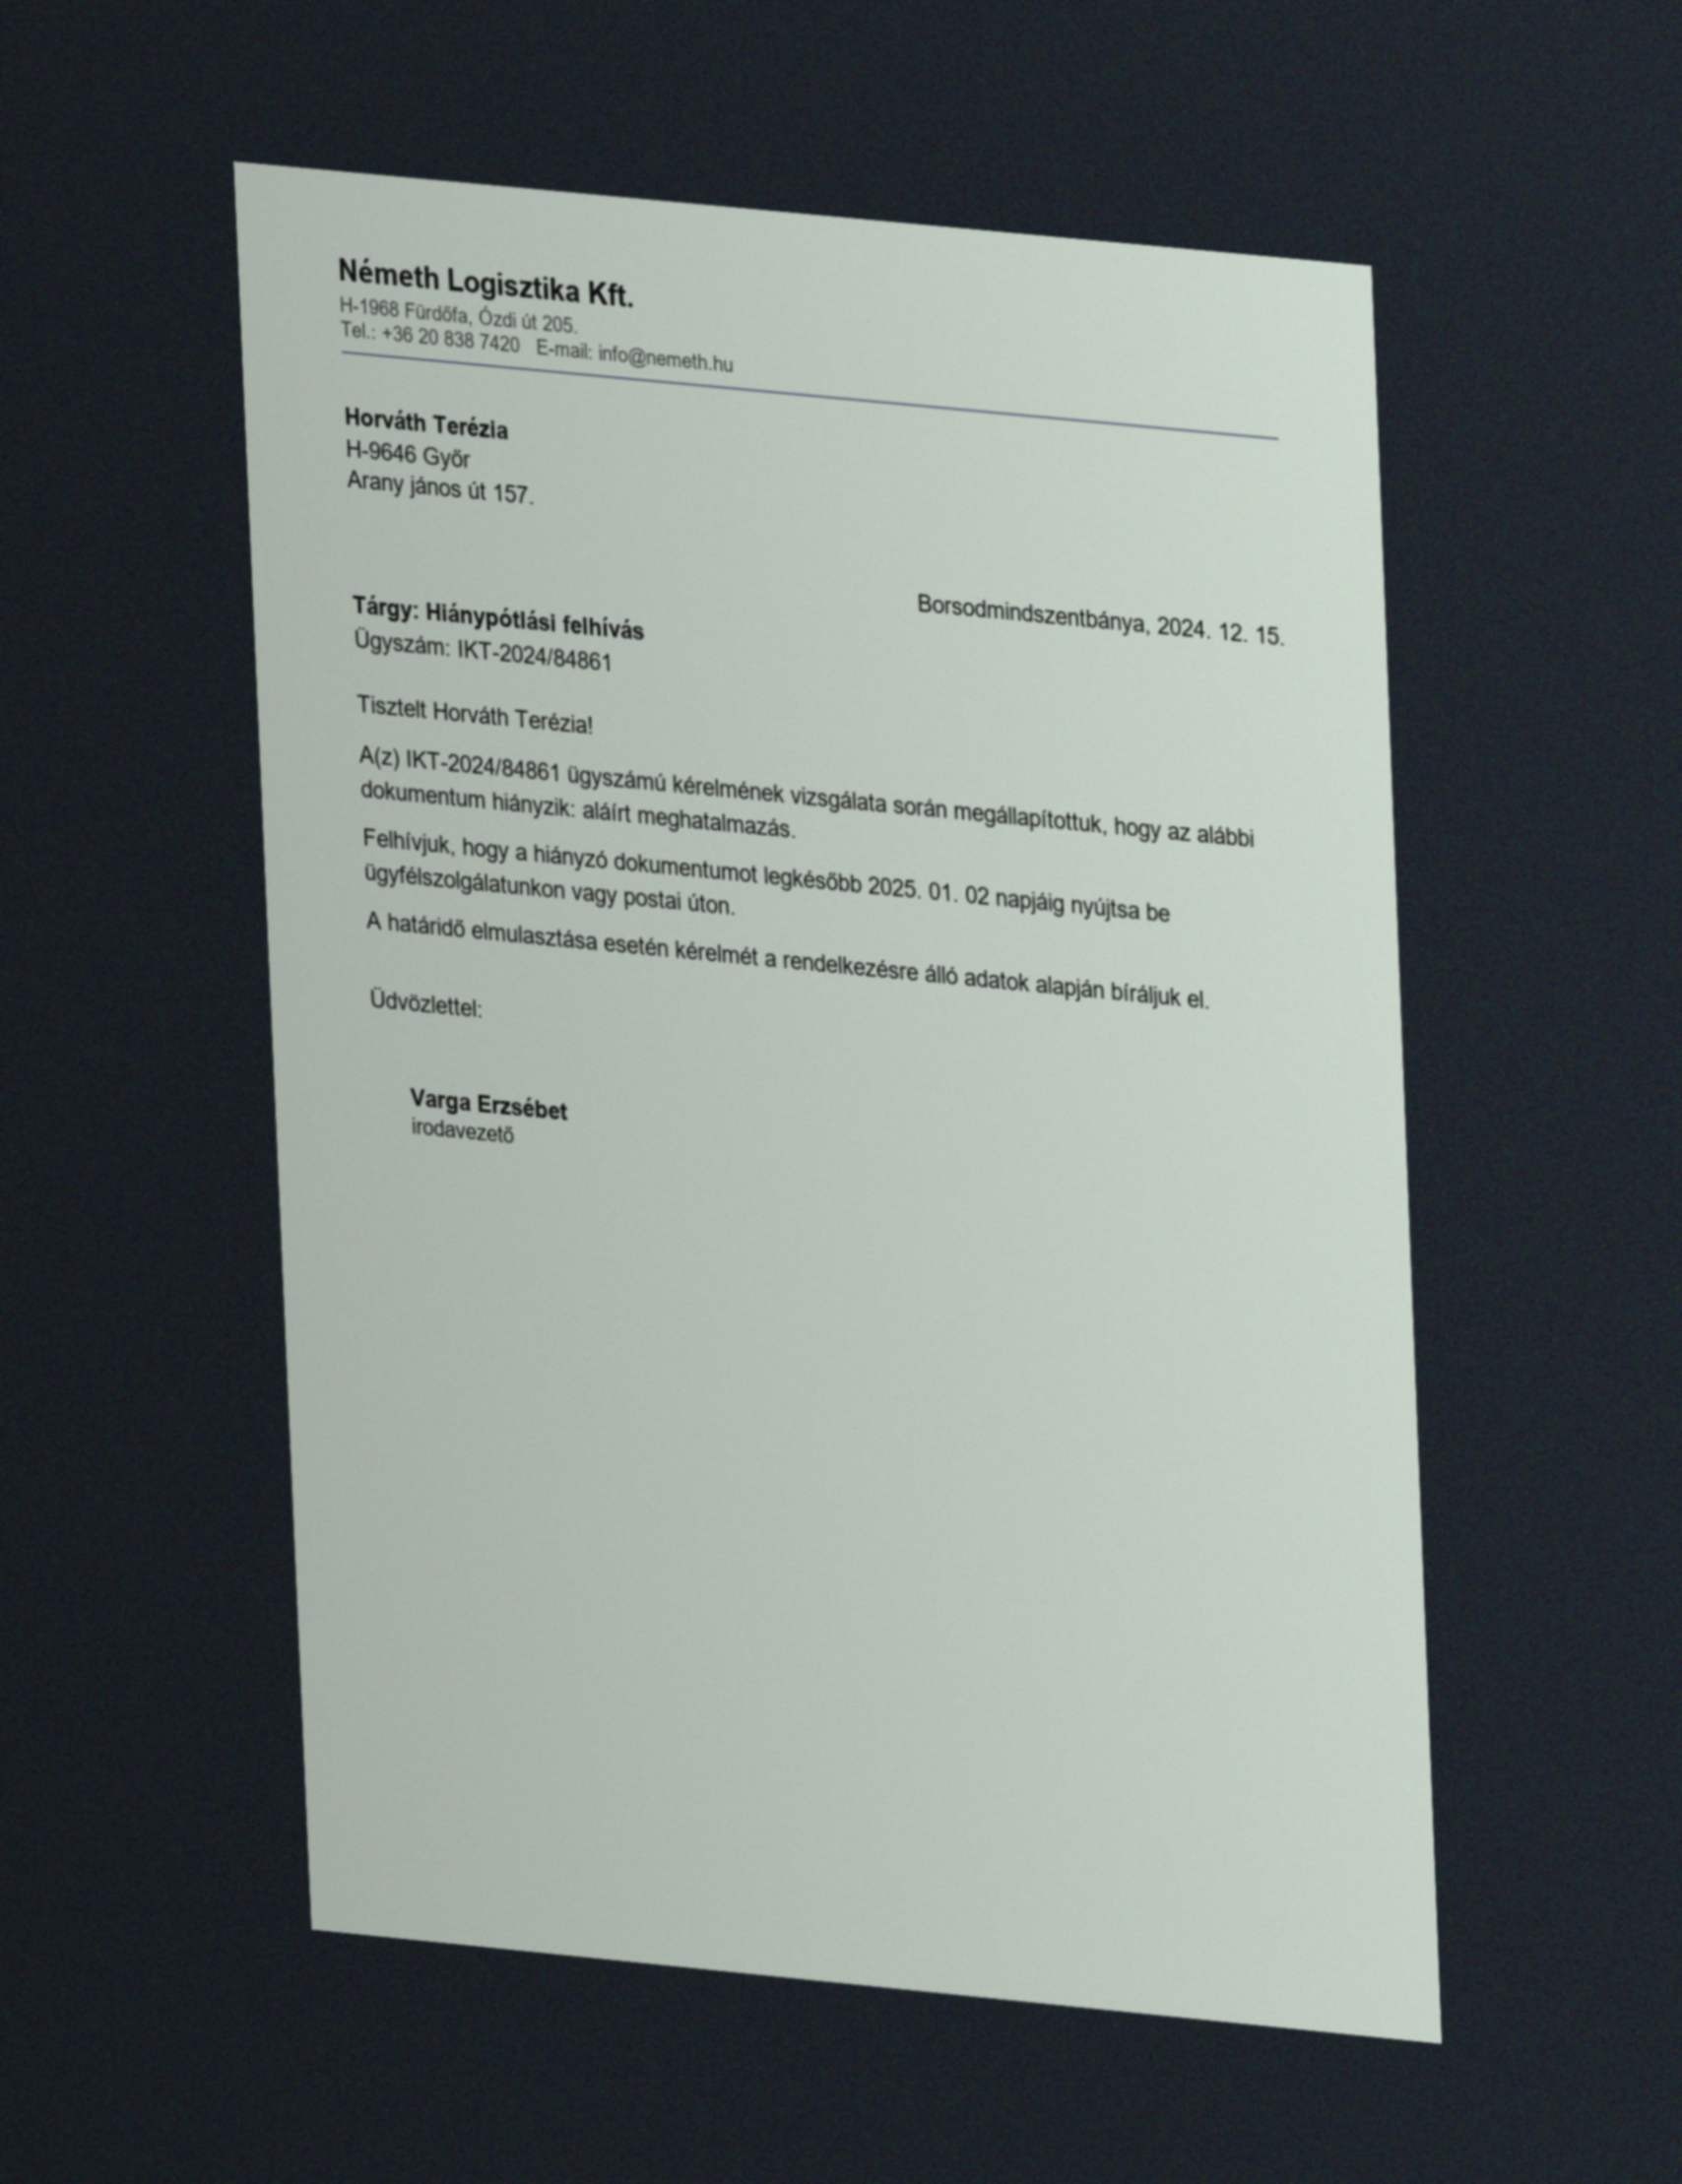 Németh Logisztika Kft.
H-1968 Fürdőfa, Ózdi út 205.
Tel.: +36 20 838 7420 E-mail: info@nemeth.hu
Horváth Terézia
H-9646 Győr
Arany jános út 157.
Borsodmindszentbánya, 2024. 12. 15.
Tárgy: Hiánypótlási felhívás
Ügyszám: IKT-2024/84861
Tisztelt Horváth Terézia!
A(z) IKT-2024/84861 ügyszámú kérelmének vizsgálata során megállapítottuk, hogy az alábbi
dokumentum hiányzik: aláírt meghatalmazás.
Felhívjuk, hogy a hiányzó dokumentumot legkésőbb 2025. 01. 02 napjáig nyújtsa be
ügyfélszolgálatunkon vagy postai úton.
A határidő elmulasztása esetén kérelmét a rendelkezésre álló adatok alapján bíráljuk el.
Üdvözlettel:
Varga Erzsébet
irodavezető